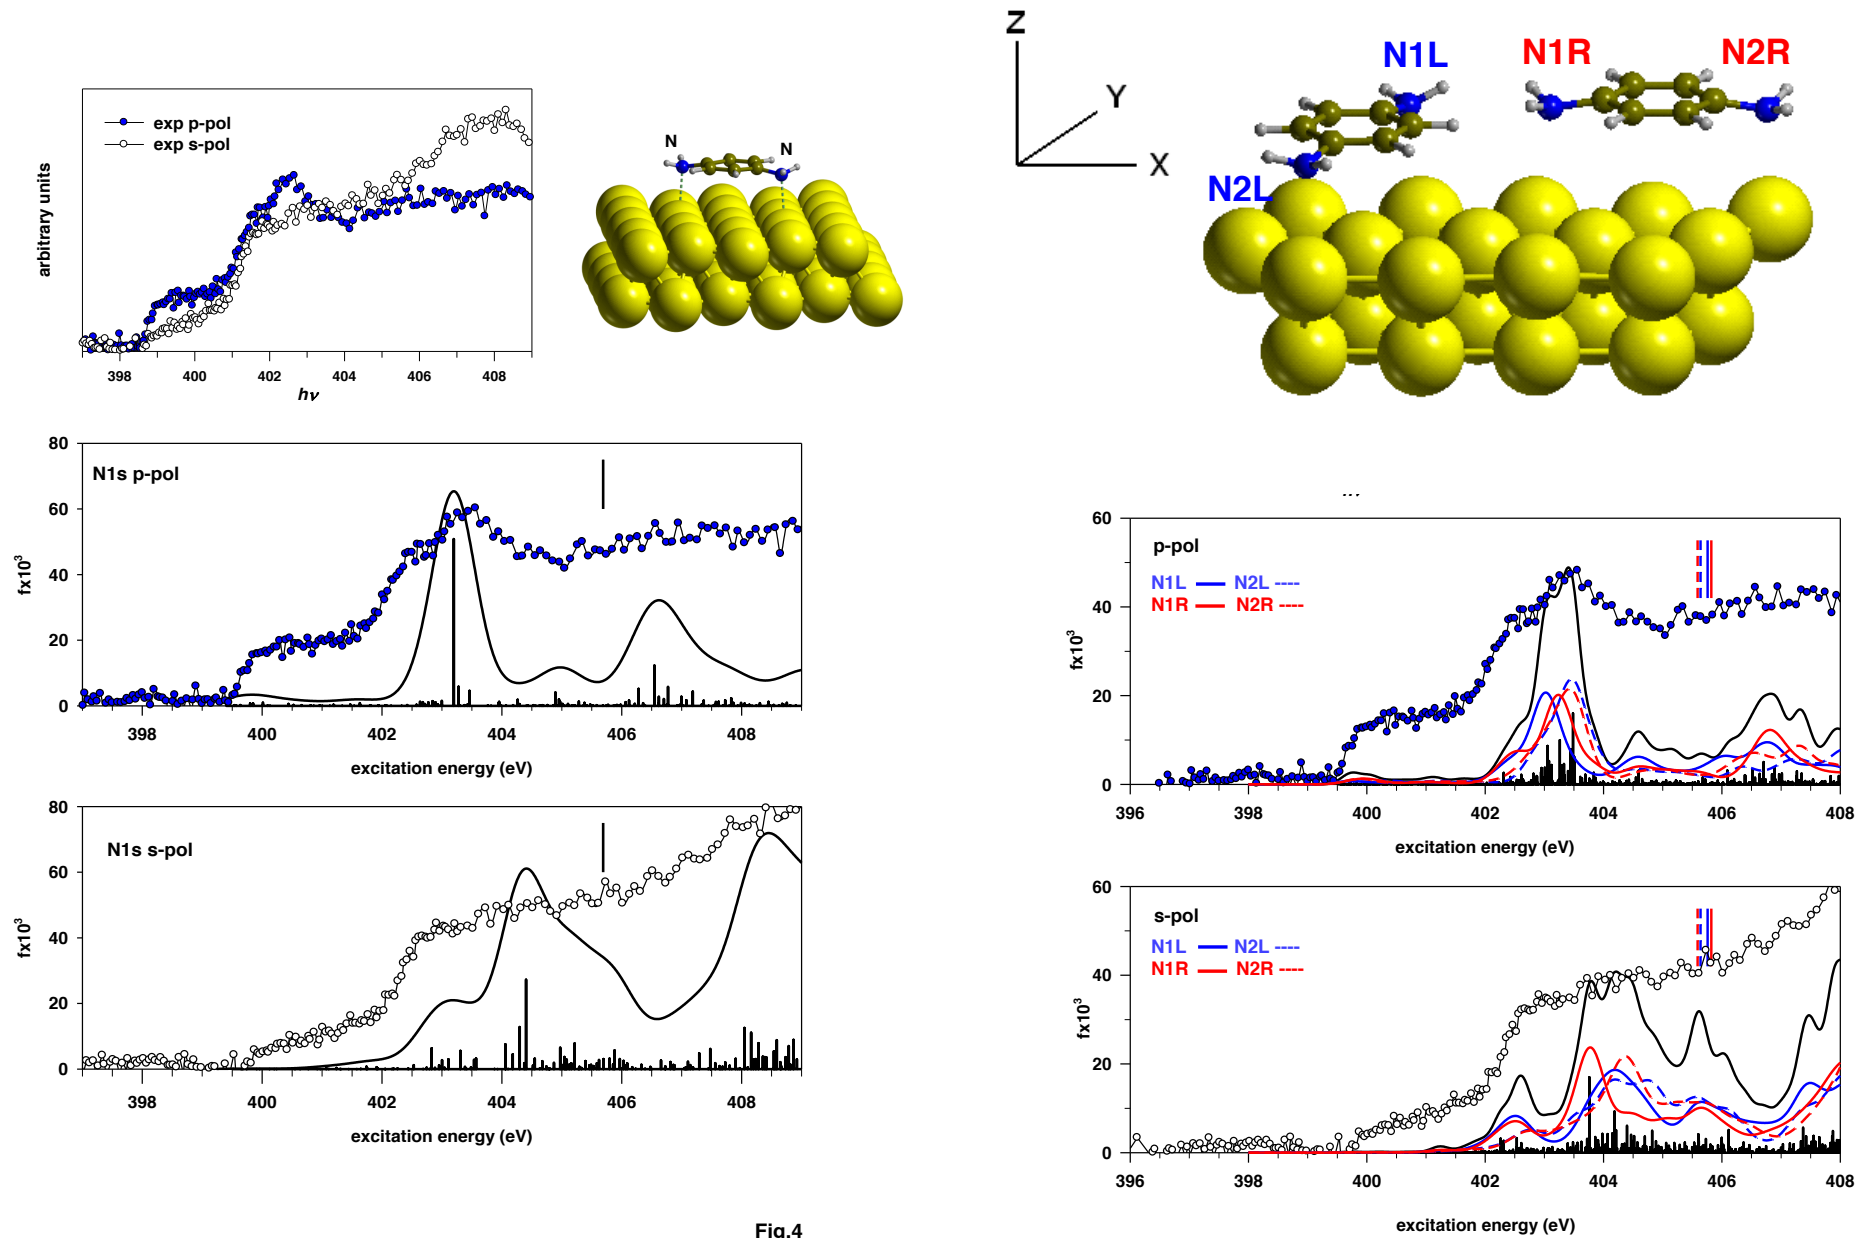 exp p-pol
exp s-pol
arbitrary units
398 400 402 404 406 408
hν
N
N
Z
Y
X
N1L
N2L
N1R
N2R
N1s p-pol
fx10³
80
60
40
20
0
398 400 402 404 406 408
excitation energy (eV)
N1s s-pol
fx10³
80
60
40
20
0
398 400 402 404 406 408
excitation energy (eV)
Fig.4
p-pol
N1L N2L ----
N1R N2R ----
fx10³
60
40
20
0
396 398 400 402 404 406 408
excitation energy (eV)
s-pol
N1L N2L ----
N1R N2R ----
fx10³
60
40
20
0
396 398 400 402 404 406 408
excitation energy (eV)